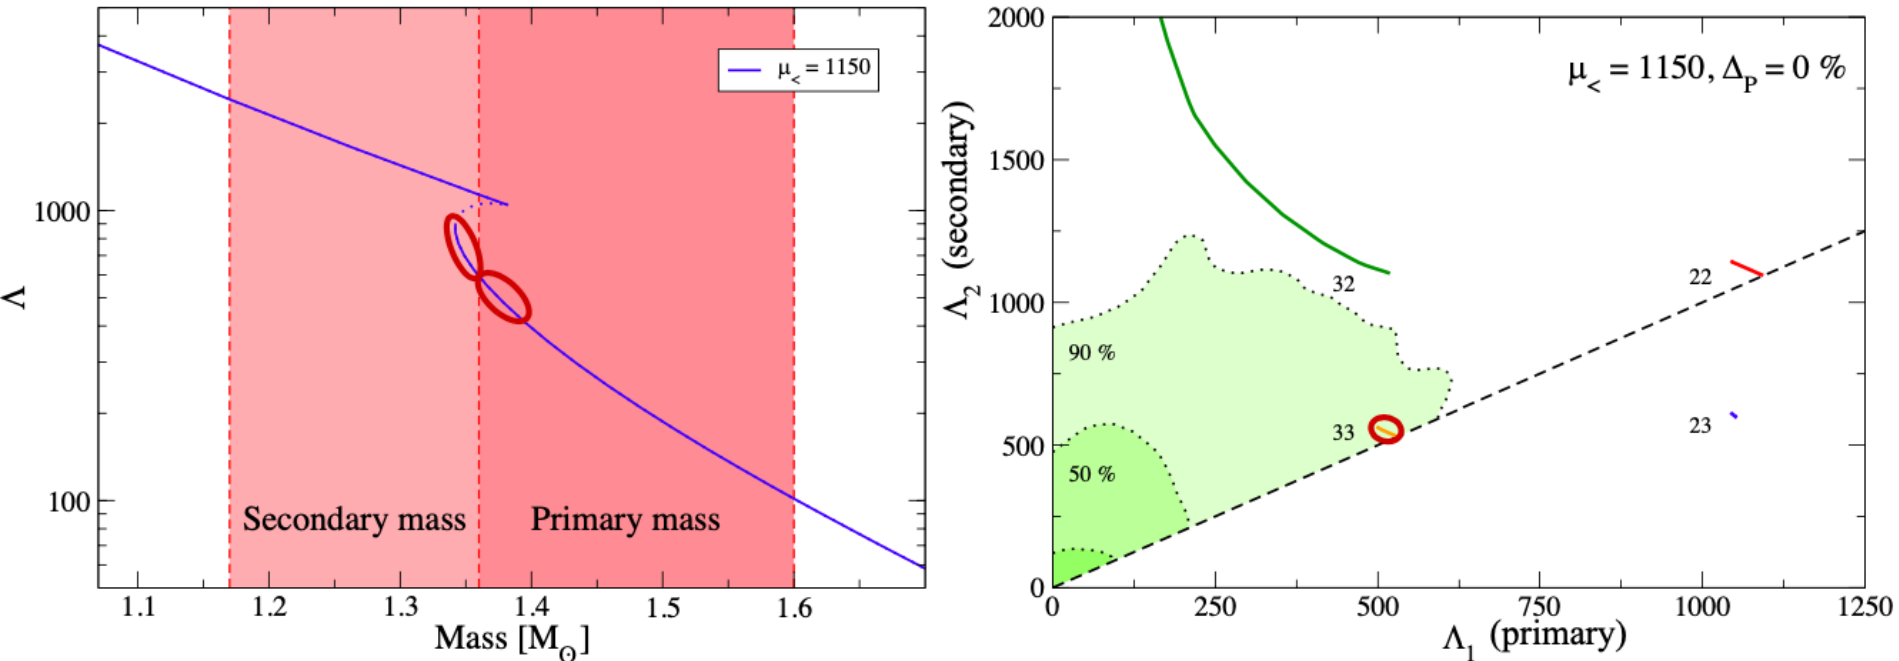 μ< = 1150
1000
100
Λ
Secondary mass
Primary mass
1.1 1.2 1.3 1.4 1.5 1.6
Mass [M⊙]
2000
1500
1000
500
0
Λ2 (secondary)
μ< = 1150, ΔP = 0 %
32
22
90 %
33
23
50 %
0 250 500 750 1000 1250
Λ1 (primary)